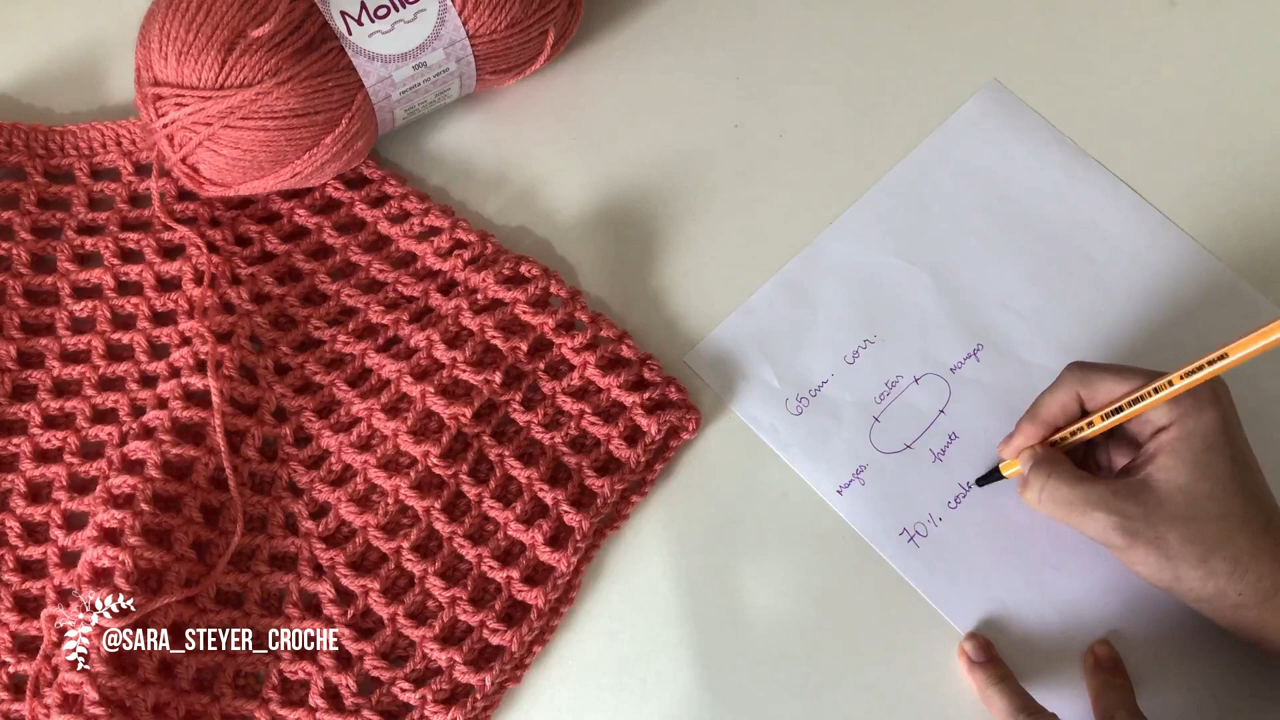 Molle
100g
receita no verso
@SARA_STEYER_CROCHE
65cm. corr.
costas
Mangas
Mangas.
frente
70%. costa